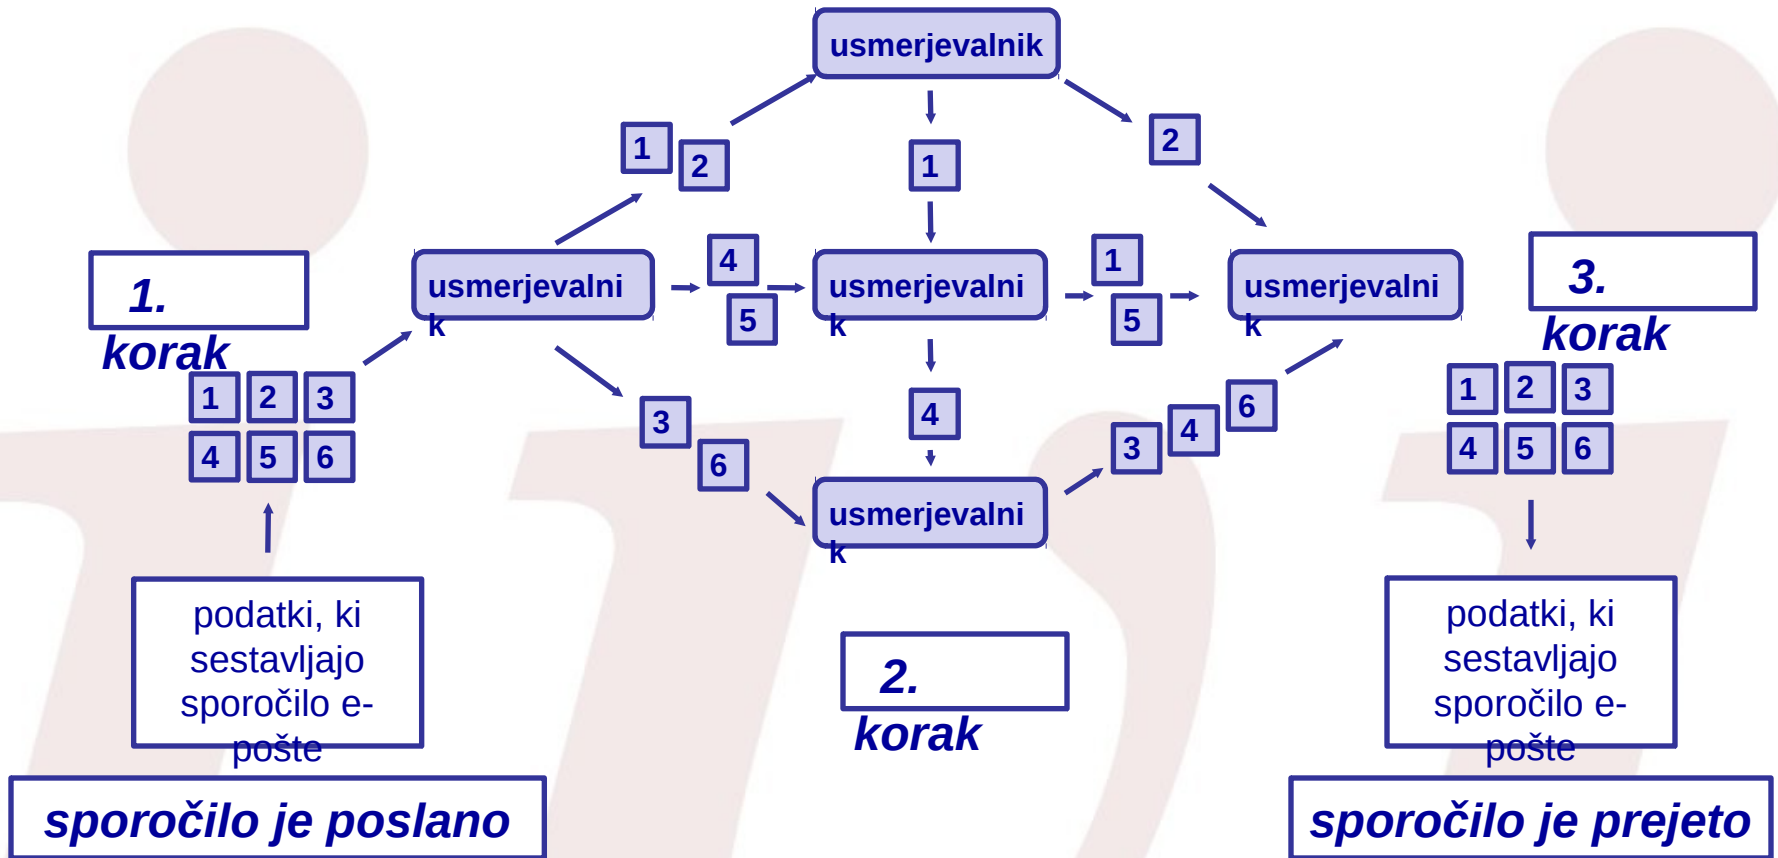 usmerjevalnik
1
2
1
2
1.
korak
usmerjevalni
k
4
5
usmerjevalni
k
1
5
usmerjevalni
k
3.
korak
1 2 3
4 5 6
3
6
4
3 4 6
1 2 3
4 5 6
usmerjevalni
k
podatki, ki
sestavljajo
sporočilo e-
pošte
2.
korak
podatki, ki
sestavljajo
sporočilo e-
pošte
sporočilo je poslano
sporočilo je prejeto